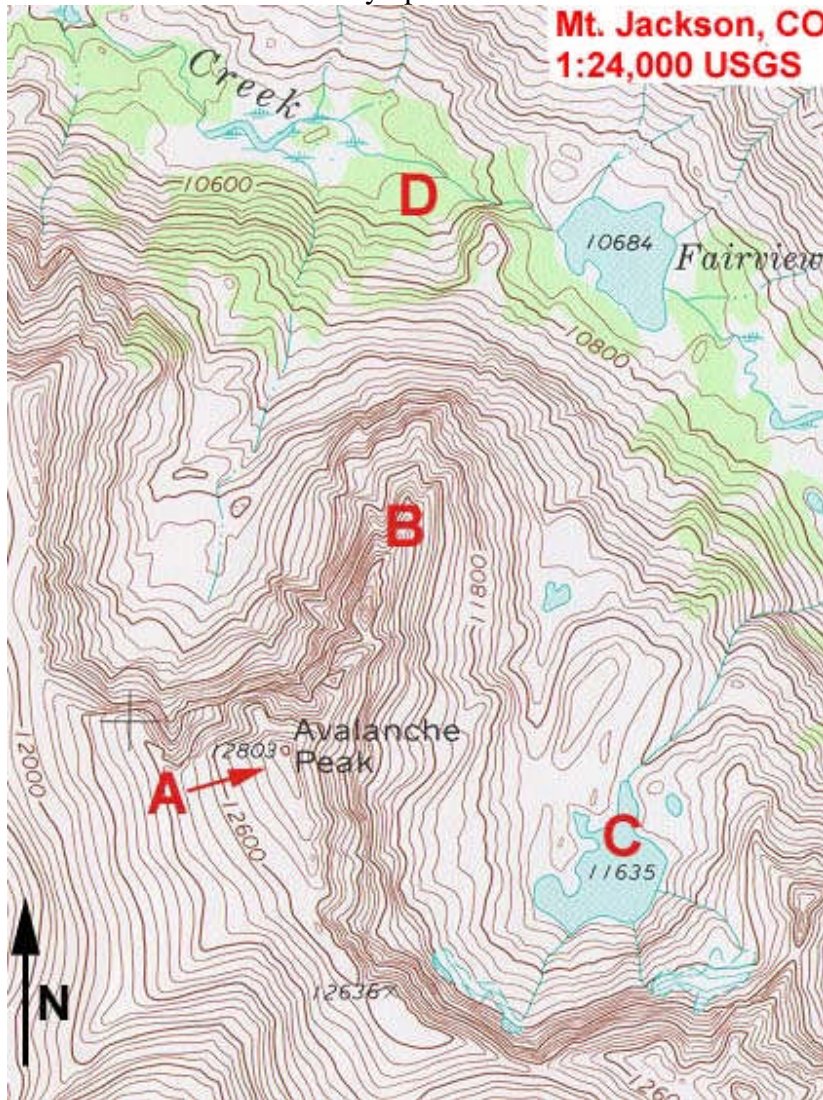 Mt. Jackson, CO
1:24,000 USGS
Creek
10600
D
10684
Fairview
10800
B
11800
Avalanche
Peak
12803
12000
A
12600
C
11635
N
12636